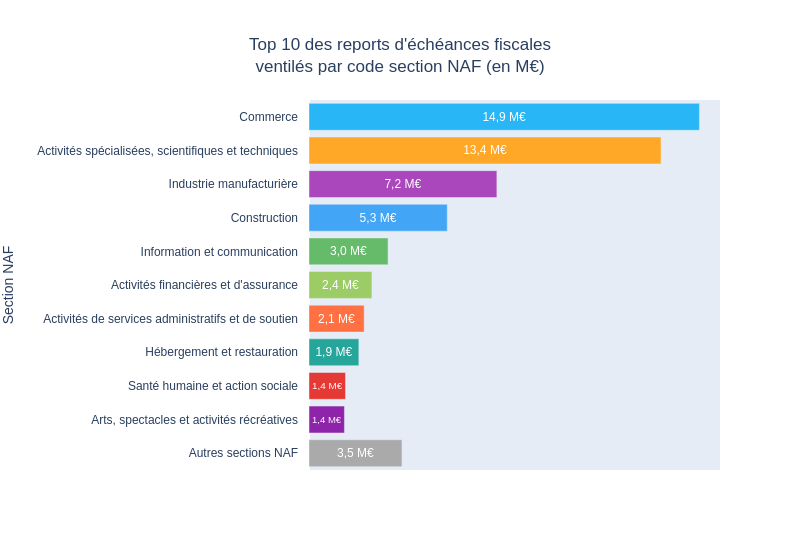 Top 10 des reports d'échéances fiscales
ventilés par code section NAF (en M€)
Section NAF
Commerce 14,9 M€
Activités spécialisées, scientifiques et techniques 13,4 M€
Industrie manufacturière 7,2 M€
Construction 5,3 M€
Information et communication 3,0 M€
Activités financières et d'assurance 2,4 M€
Activités de services administratifs et de soutien 2,1 M€
Hébergement et restauration 1,9 M€
Santé humaine et action sociale 1,4 M€
Arts, spectacles et activités récréatives 1,4 M€
Autres sections NAF 3,5 M€